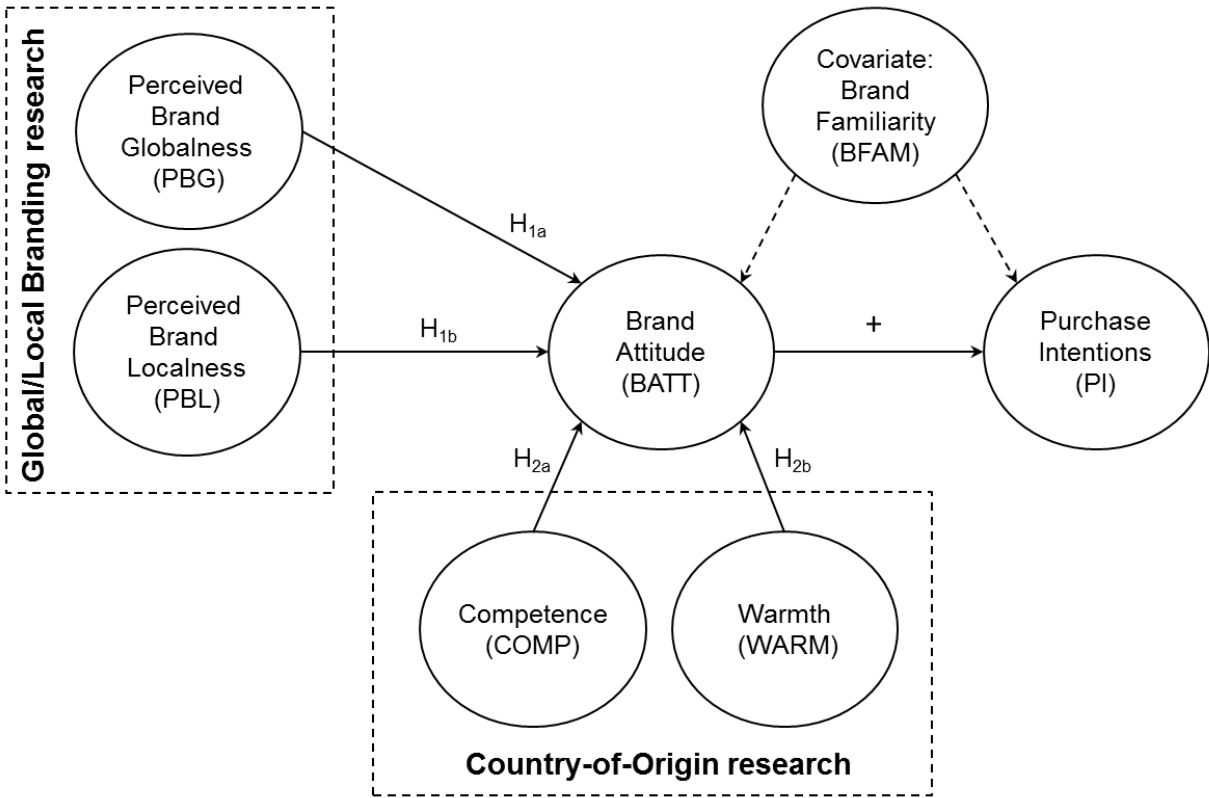 Global/Local Branding research
Perceived
Brand
Globalness
(PBG)
Covariate:
Brand
Familiarity
(BFAM)
H1a
Perceived
Brand
Localness
(PBL)
H1b
Brand
Attitude
(BATT)
+
Purchase
Intentions
(PI)
H2a
H2b
Competence
(COMP)
Warmth
(WARM)
Country-of-Origin research